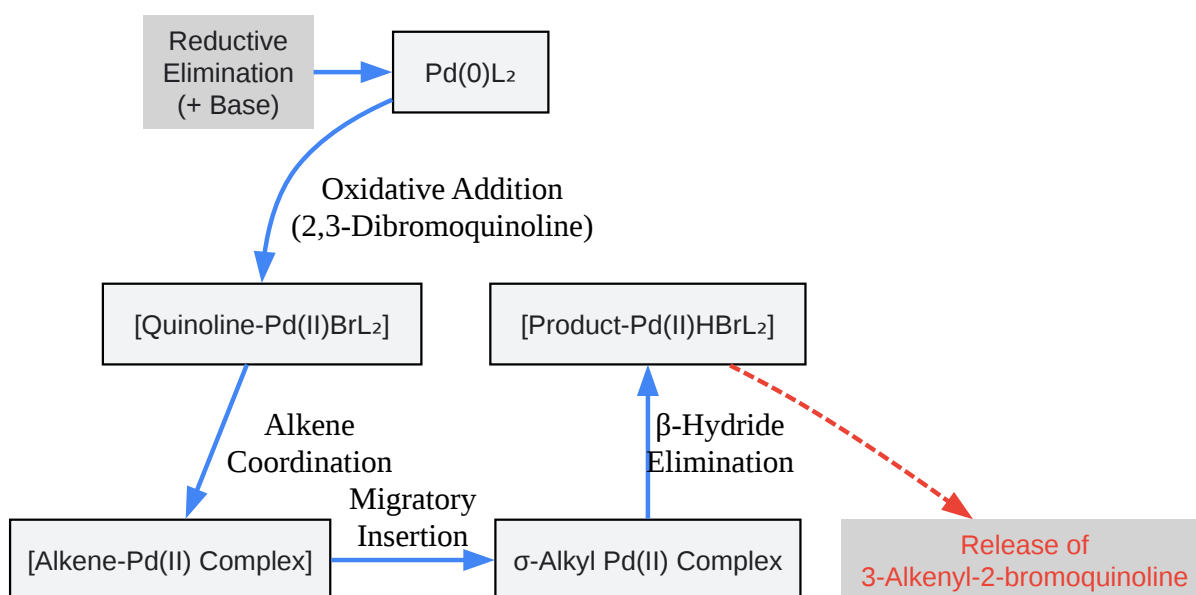 Reductive
Elimination
(+ Base)
Pd(0)L₂
Oxidative Addition
(2,3-Dibromoquinoline)
[Quinoline-Pd(II)BrL₂]
[Product-Pd(II)HBrL₂]
Alkene
Coordination
β-Hydride
Elimination
Migratory
Insertion
[Alkene-Pd(II) Complex]
σ-Alkyl Pd(II) Complex
Release of
3-Alkenyl-2-bromoquinoline